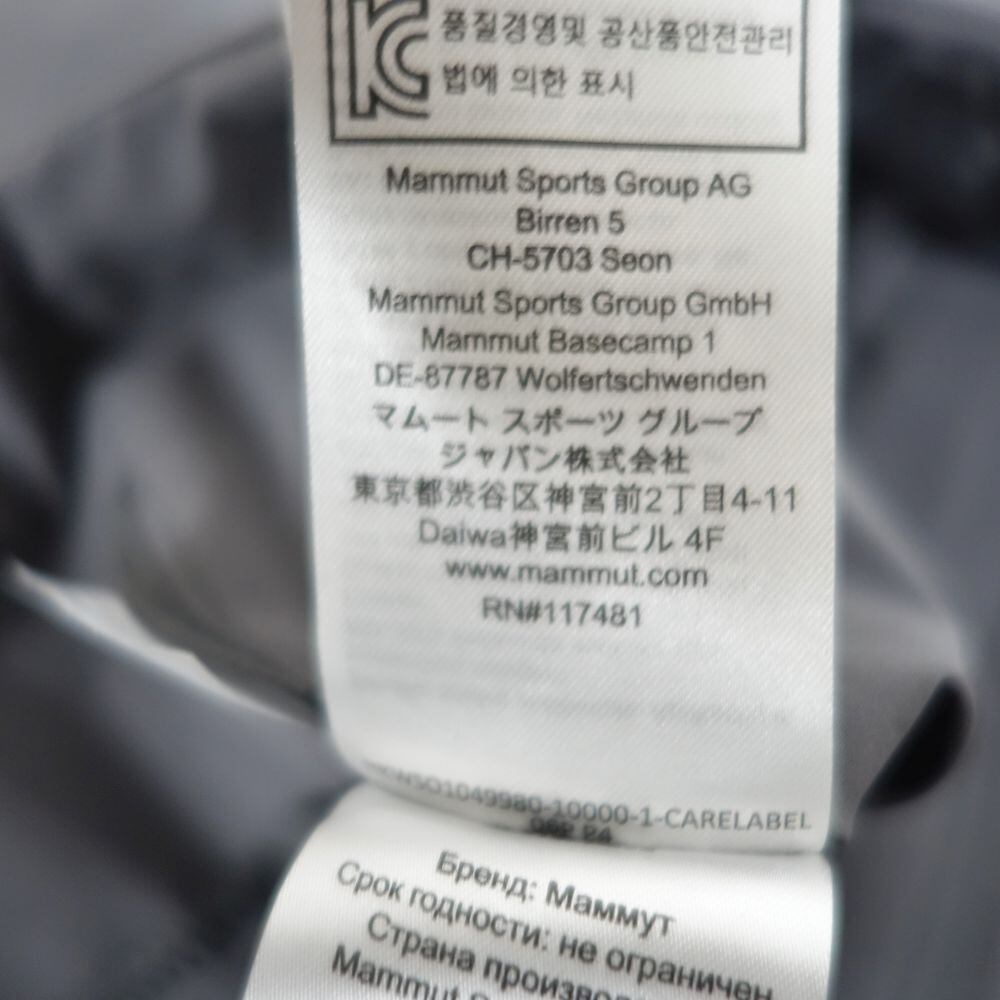 품질경영및 공산품안전관리
법에 의한 표시
Mammut Sports Group AG
Birren 5
CH-5703 Seon
Mammut Sports Group GmbH
Mammut Basecamp 1
DE-87787 Wolfertschwenden
マムート スポーツ グループ
ジャパン株式会社
東京都渋谷区神宮前2丁目4-11
Daiwa神宮前ビル 4F
www.mammut.com
RN#117481
Бренд: Маммут
Срок годности: не ограничен
Страна
Mammut